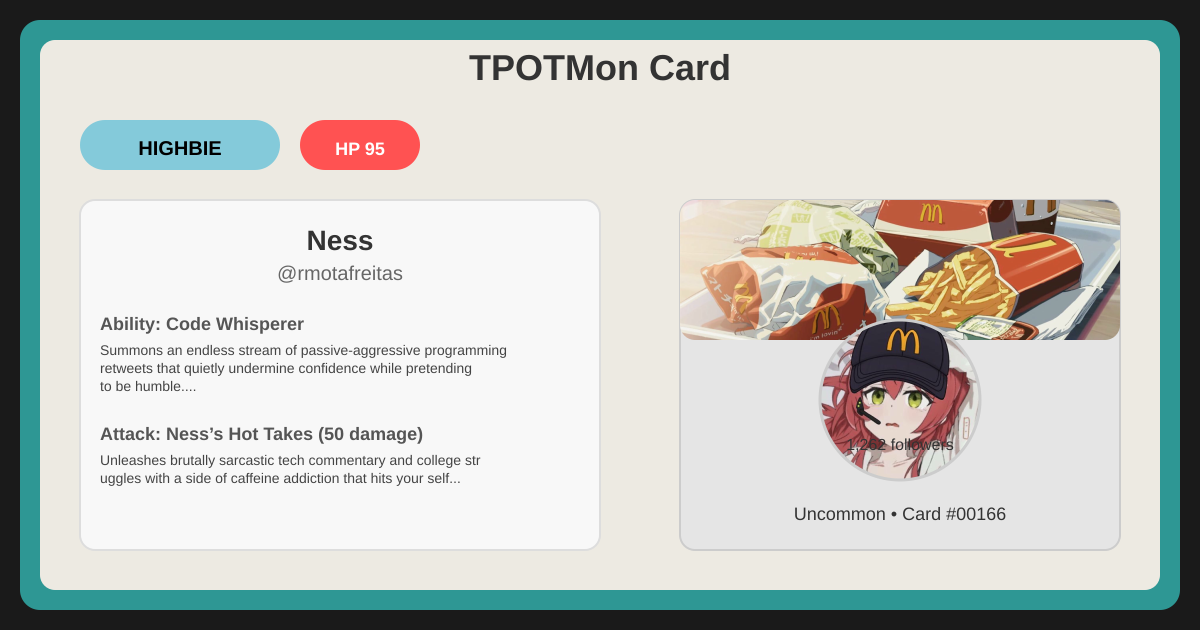 TPOTMon Card
HIGHBIE
HP 95
Ness
@rmotafreitas
Ability: Code Whisperer
Summons an endless stream of passive-aggressive programming
retweets that quietly undermine confidence while pretending
to be humble....
Attack: Ness’s Hot Takes (50 damage)
Unleashes brutally sarcastic tech commentary and college str
uggles with a side of caffeine addiction that hits your self...
1,262 followers
Uncommon • Card #00166